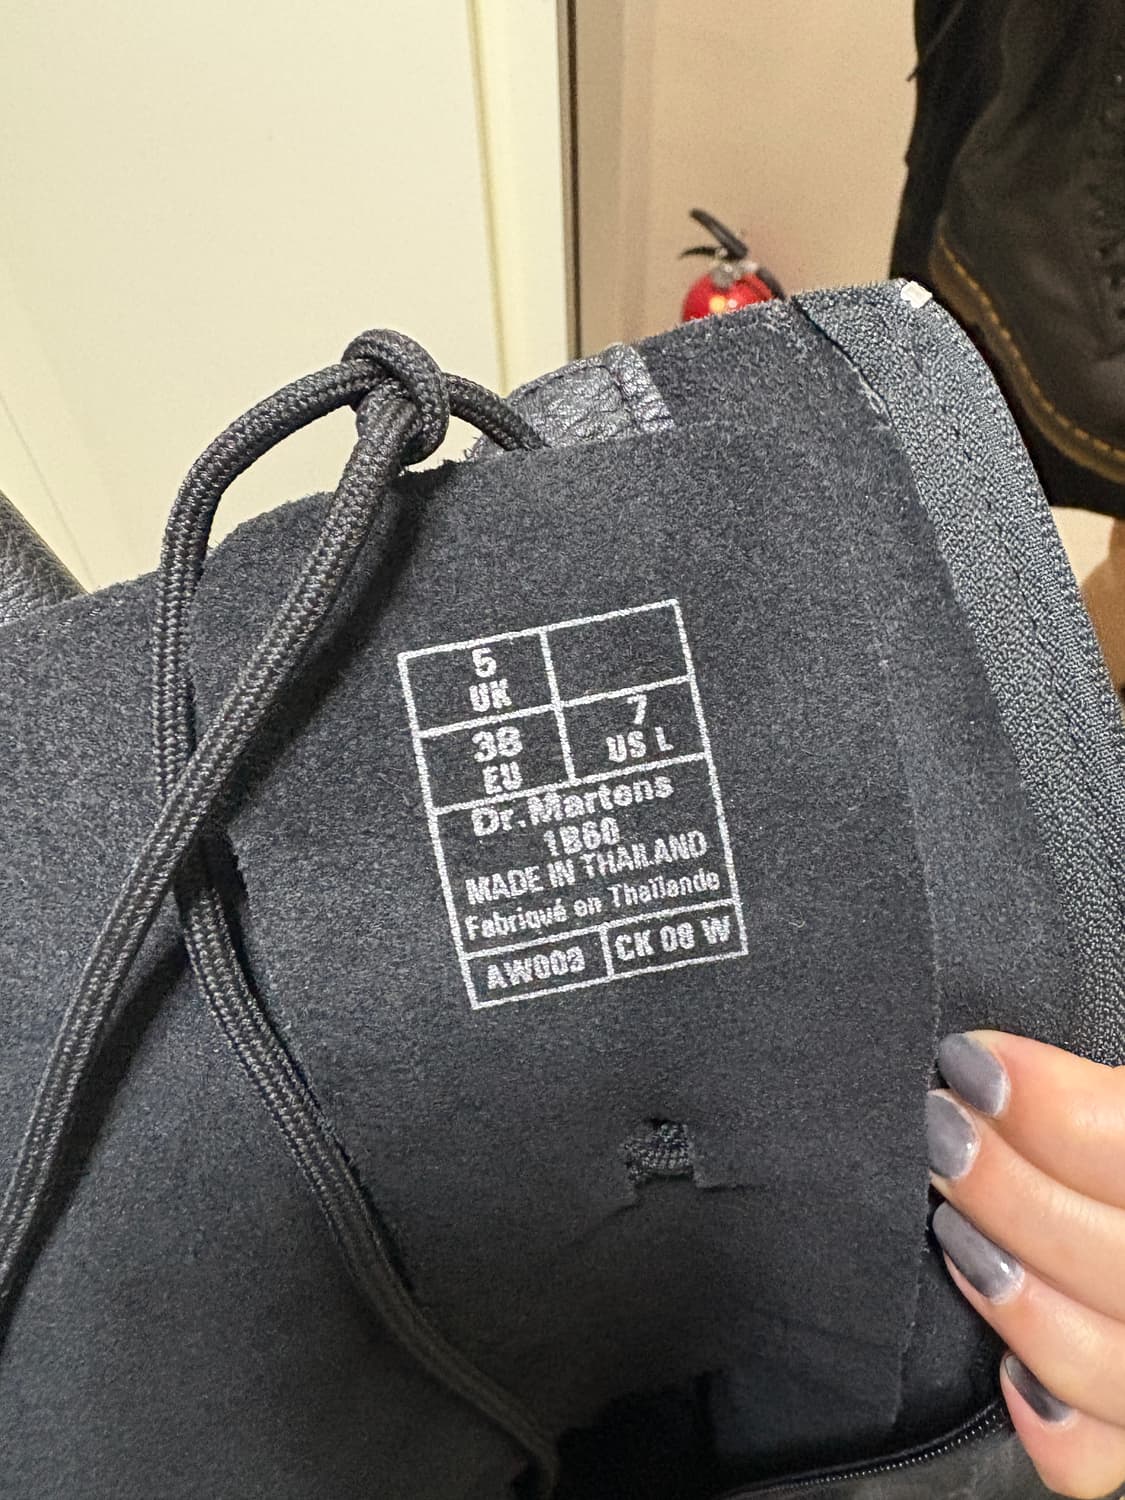 5
UK
38
EU
7
US L
Dr. Martens
1B60
MADE IN THAILAND
Fabriqué en Thaïlande
AW003
CK 08 W